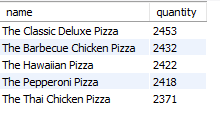 name quantity
The Classic Deluxe Pizza 2453
The Barbecue Chicken Pizza 2432
The Hawaiian Pizza 2422
The Pepperoni Pizza 2418
The Thai Chicken Pizza 2371